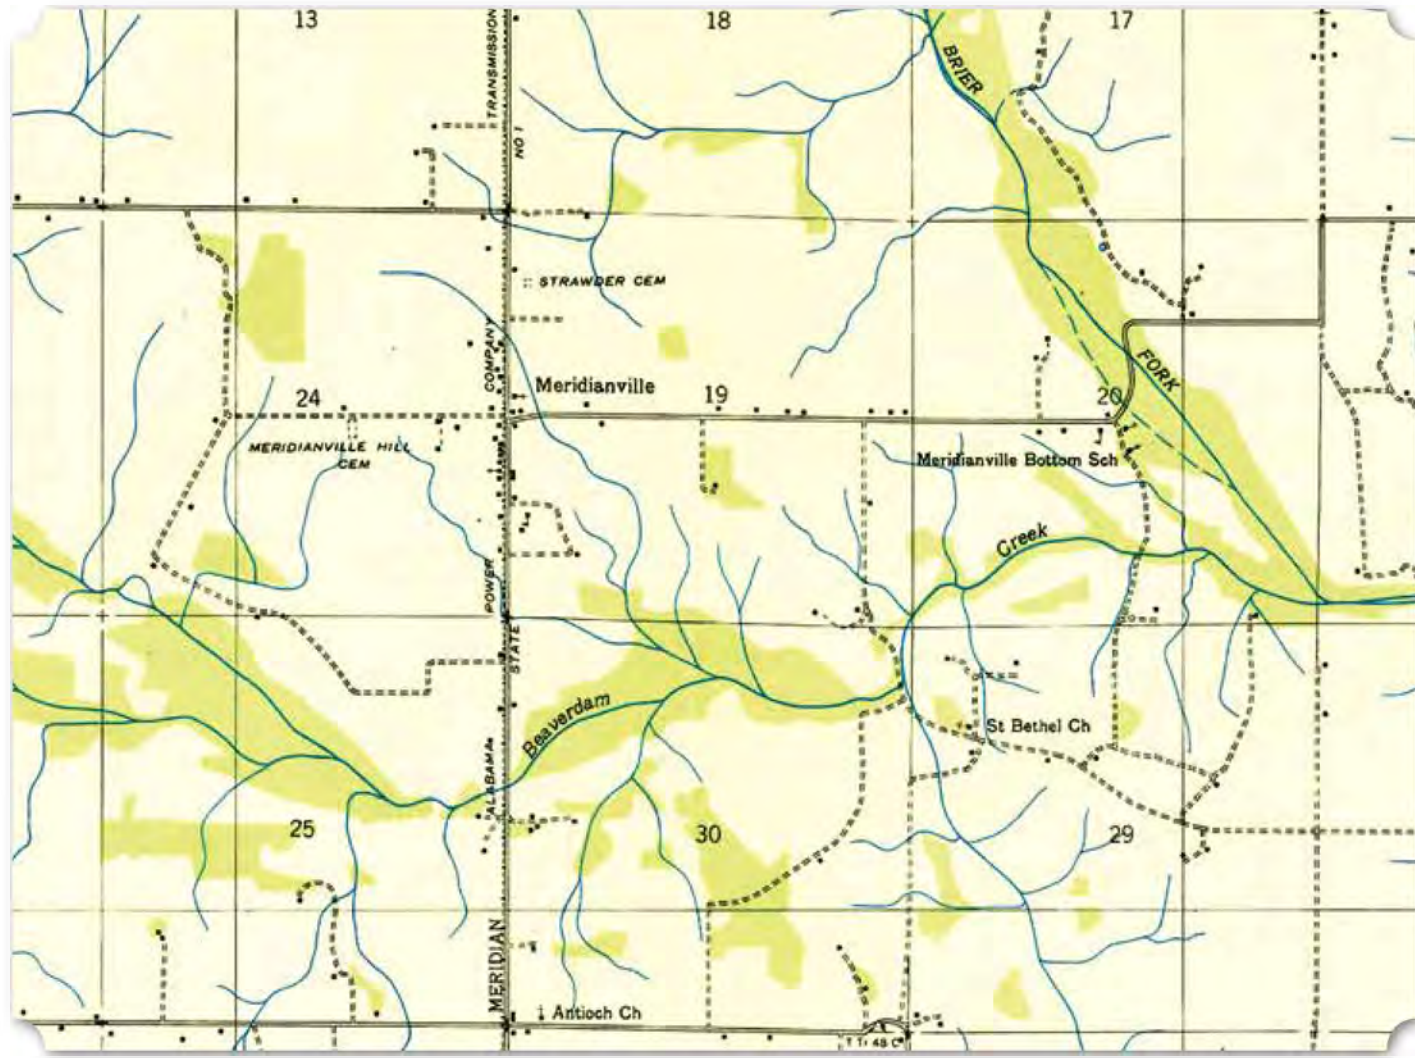 13
18
17
TRANSMISSION
NO 1
BRIER
STRAWDER CEM
COMPANY
FORK
Meridianville
24
19
20
MERIDIANVILLE HILL
CEM
Meridianville Bottom Sch
Creek
POWER
STATE
Beaverdam
St Bethel Ch
ALABAMA
25
30
29
MERIDIAN
Antioch Ch